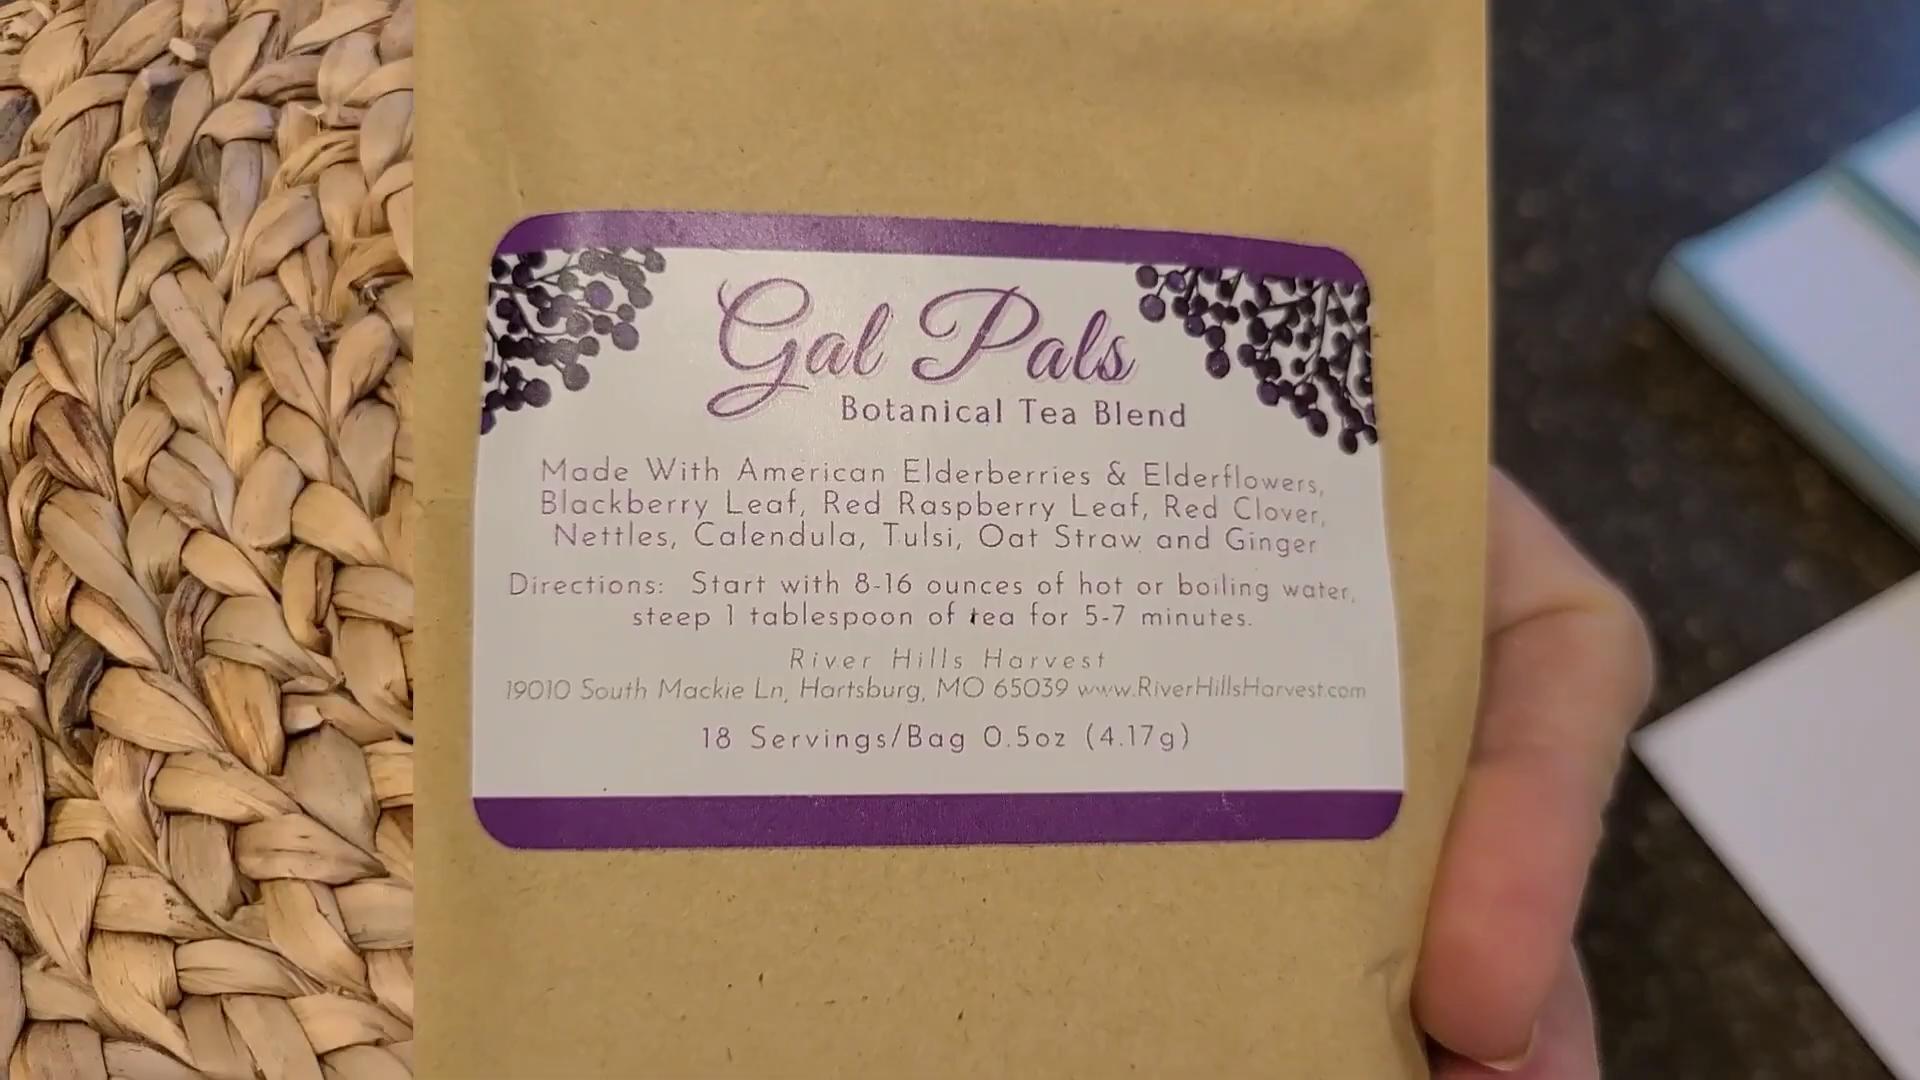 Gal Pals
Botanical Tea Blend
Made With American Elderberries & Elderflowers,
Blackberry Leaf, Red Raspberry Leaf, Red Clover,
Nettles, Calendula, Tulsi, Oat Straw and Ginger
Directions: Start with 8-16 ounces of hot or boiling water,
steep 1 tablespoon of tea for 5-7 minutes.
River Hills Harvest
19010 South Mackie Ln, Hartsburg, MO 65039 www.RiverHillsHarvest.com
18 Servings/Bag 0.5oz (4.17g)